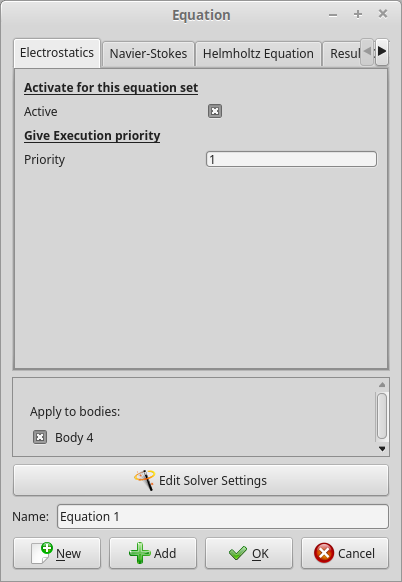 Equation
Electrostatics Navier-Stokes Helmholtz Equation Resul
Activate for this equation set
Active
Give Execution priority
Priority 1
Apply to bodies:
Body 4
Edit Solver Settings
Name: Equation 1
New Add OK Cancel